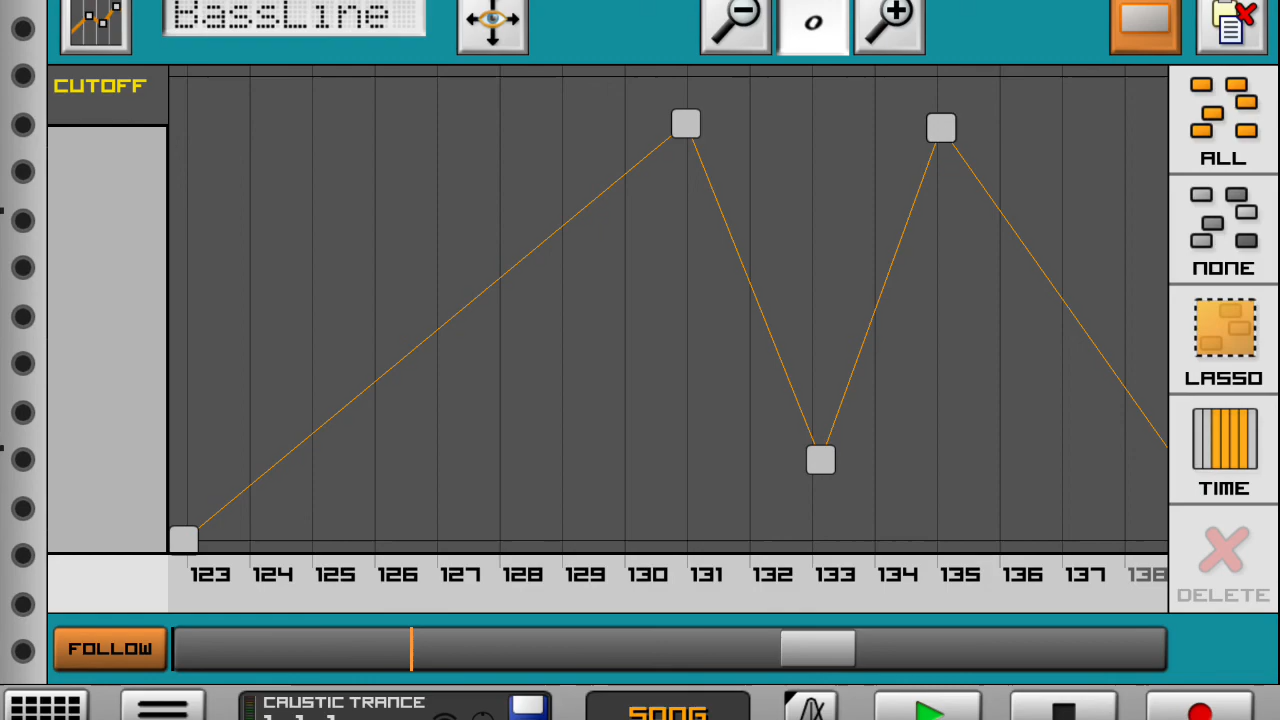 BassLine
CUTOFF
ALL
NONE
LASSO
TIME
DELETE
123 124 125 126 127 128 129 130 131 132 133 134 135 136 137 138
FOLLOW
CAUSTIC TRANCE
SONG